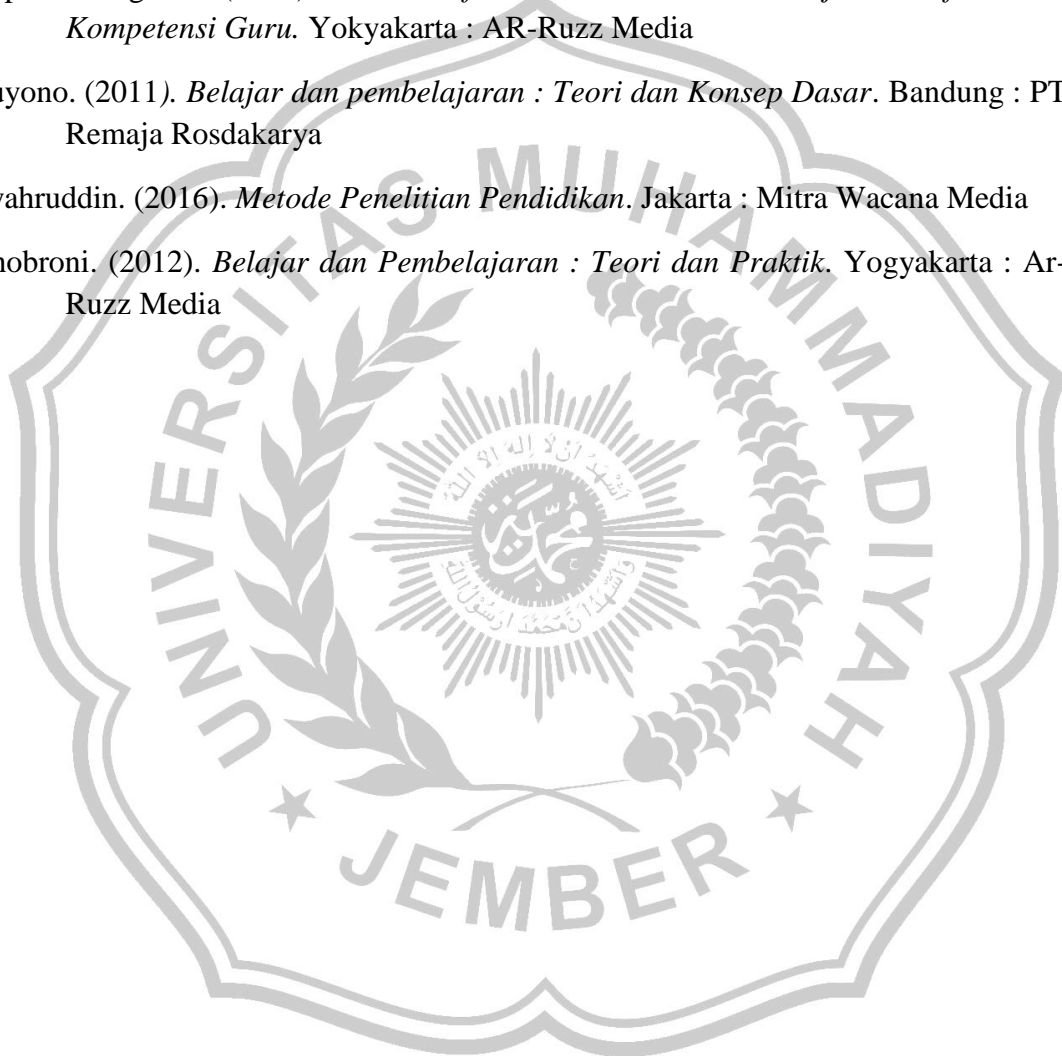 Kompetensi Guru. Yokyakarta : AR-Ruzz Media
uyono. (2011). Belajar dan pembelajaran : Teori dan Konsep Dasar. Bandung : PT
Remaja Rosdakarya
yahruddin. (2016). Metode Penelitian Pendidikan. Jakarta : Mitra Wacana Media
hobroni. (2012). Belajar dan Pembelajaran : Teori dan Praktik. Yogyakarta : Ar-
Ruzz Media
UNIVERSITAS MUHAMMADIYAH
JEMBER